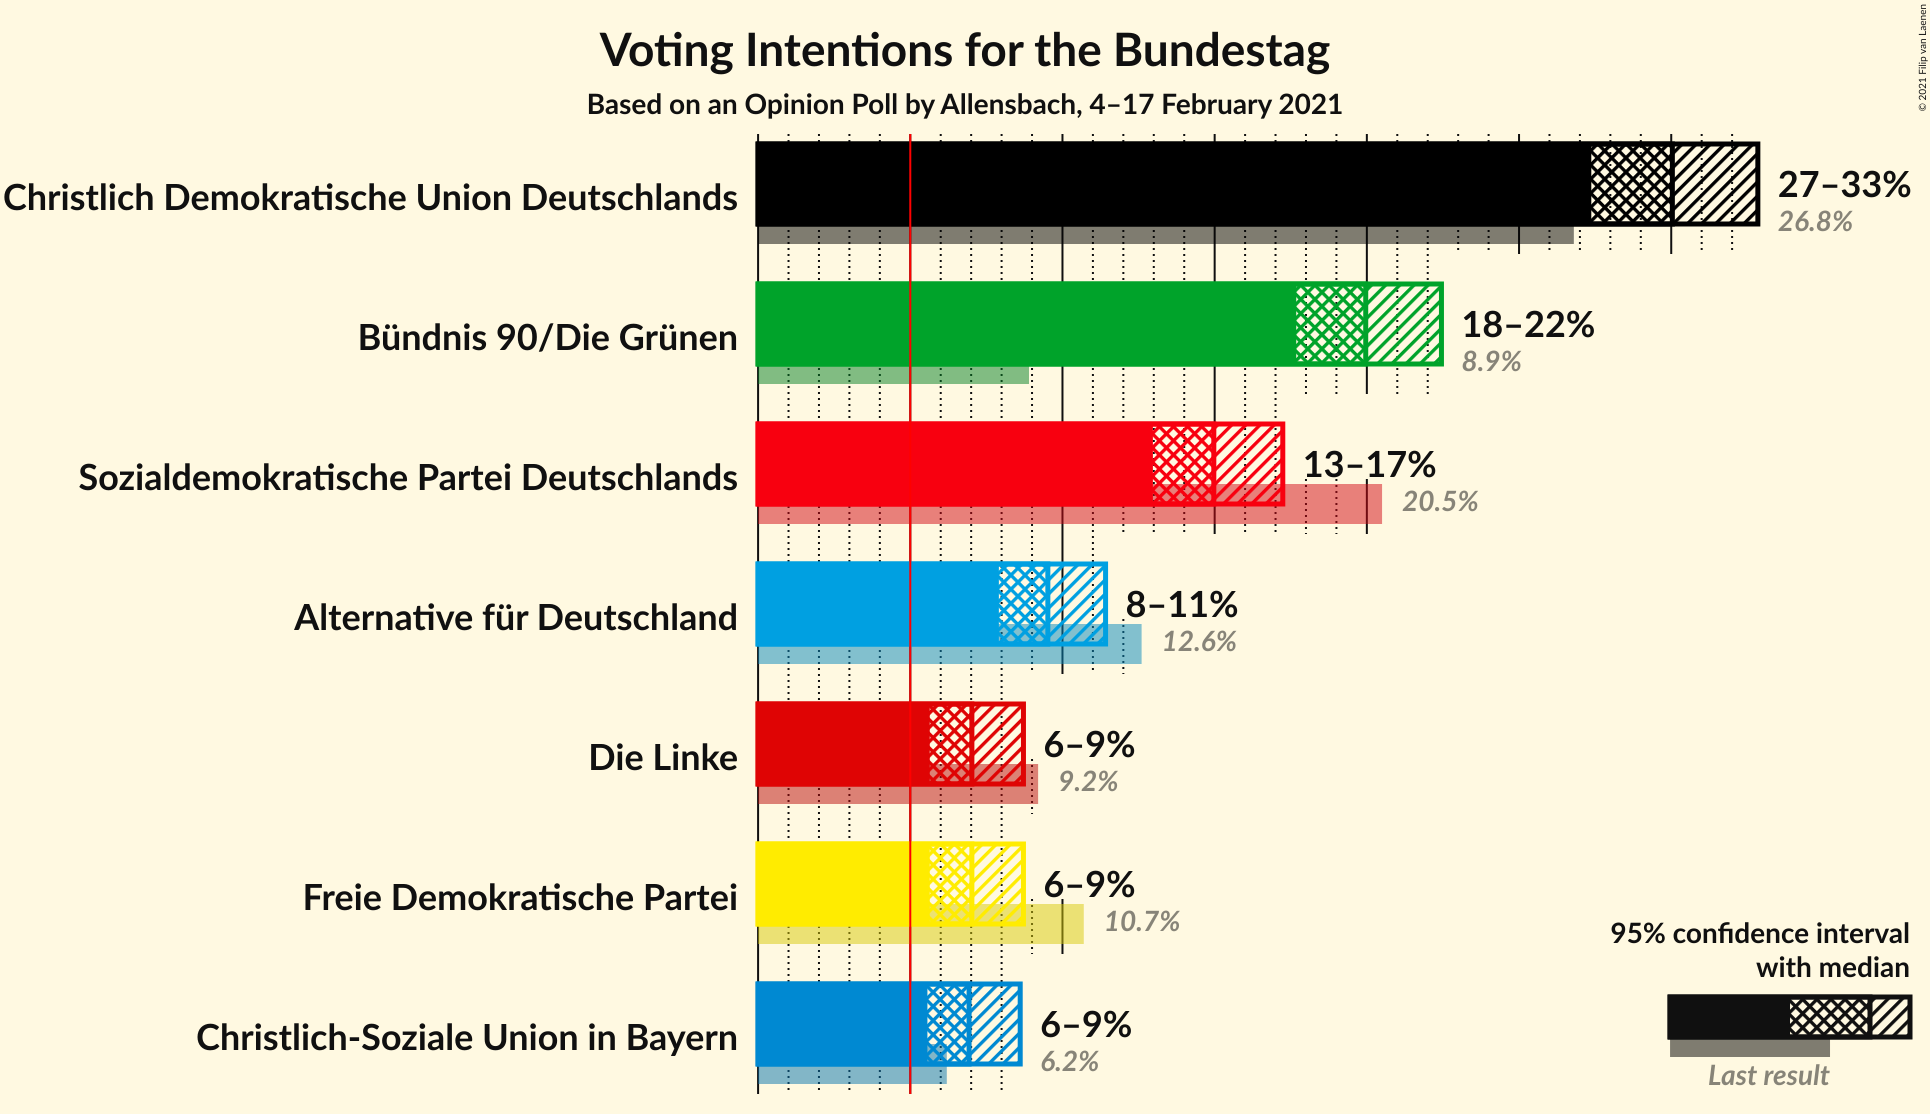 Voting Intentions for the Bundestag
Based on an Opinion Poll by Allensbach, 4–17 February 2021
© 2021 Filip van Laenen
Christlich Demokratische Union Deutschlands
27–33%
26.8%
Bündnis 90/Die Grünen
18–22%
8.9%
Sozialdemokratische Partei Deutschlands
13–17%
20.5%
Alternative für Deutschland
8–11%
12.6%
Die Linke
6–9%
9.2%
Freie Demokratische Partei
6–9%
10.7%
Christlich-Soziale Union in Bayern
6–9%
6.2%
95% confidence interval
with median
Last result